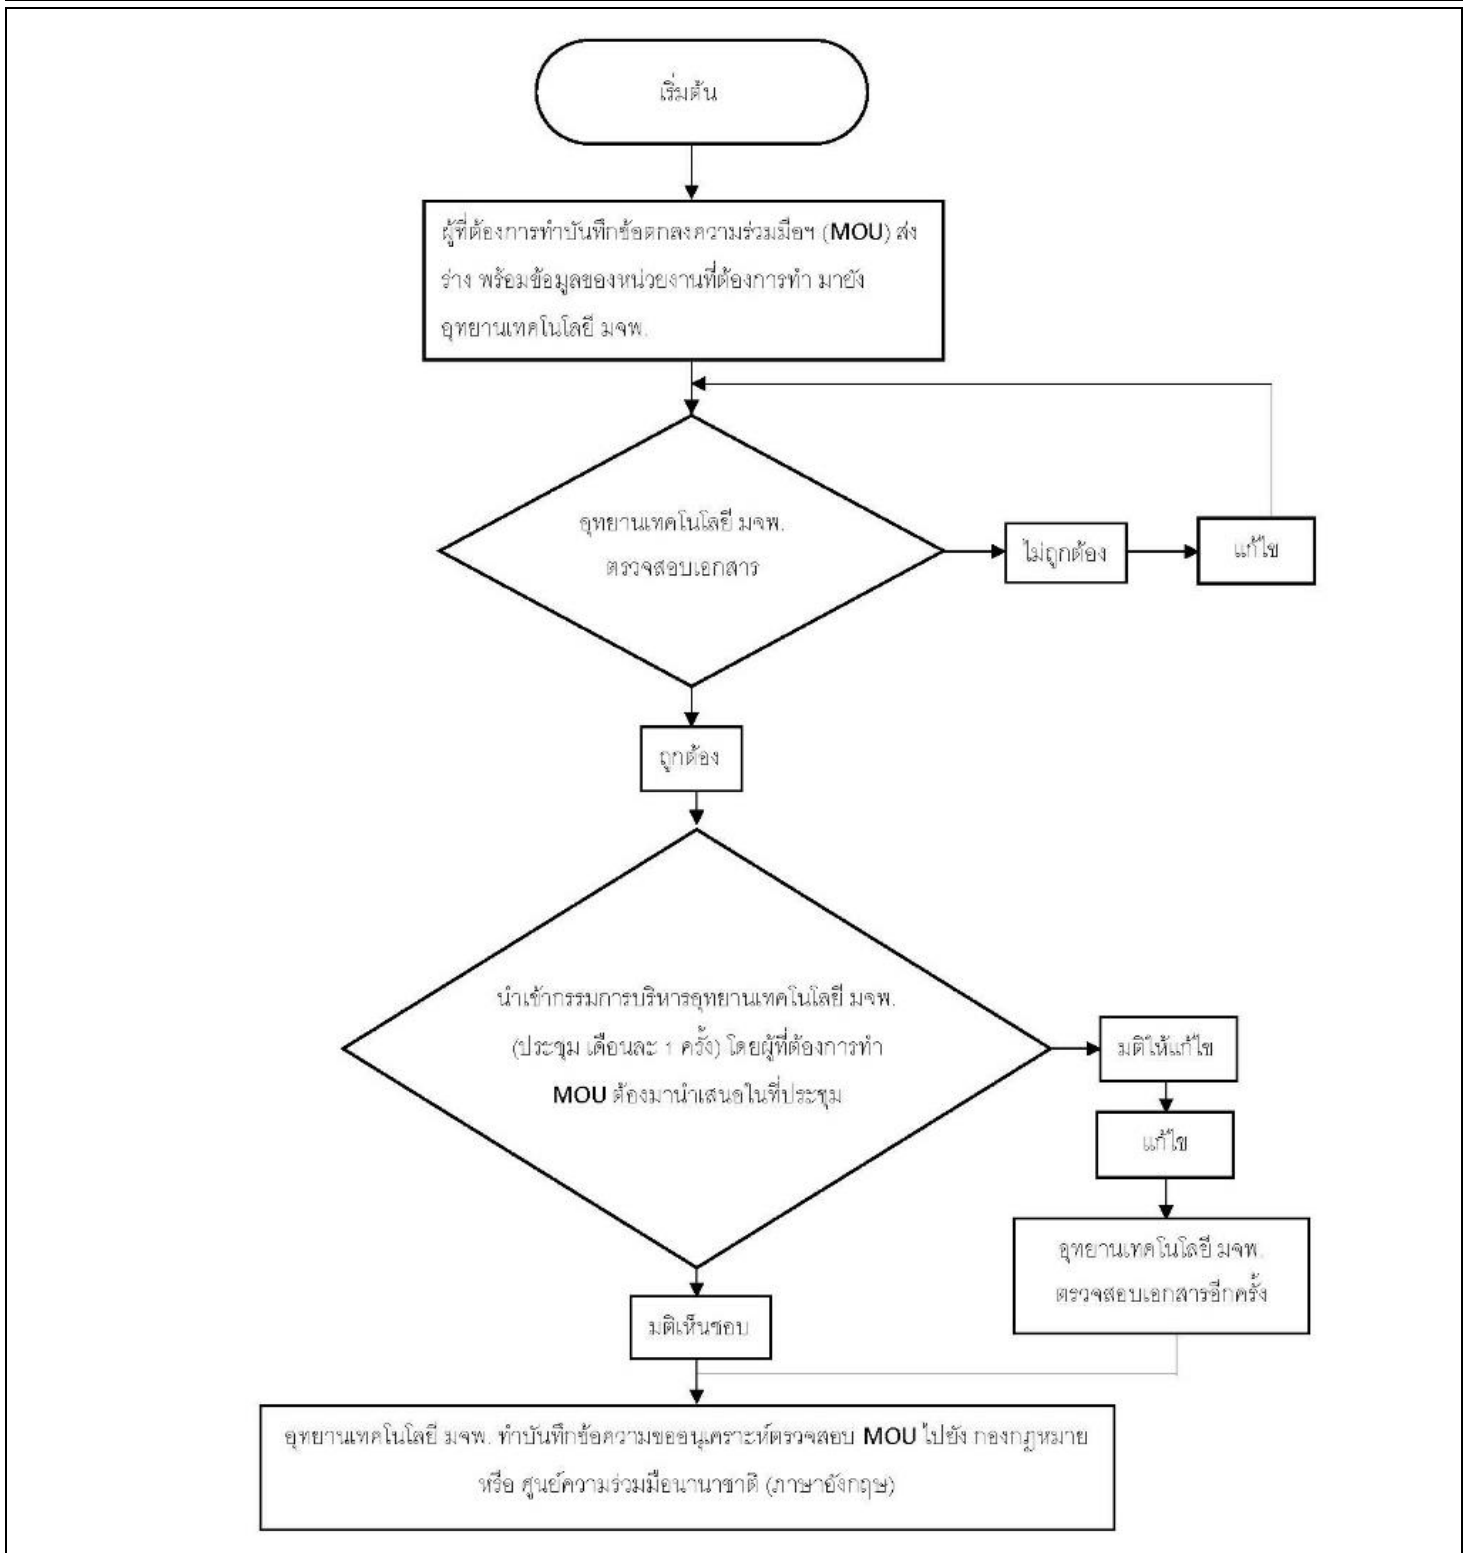 เริ่มต้น
ผู้ที่ต้องการทำบันทึกข้อตกลงความร่วมมือฯ (MOU) ส่ง
ร่าง พร้อมข้อมูลของหน่วยงานที่ต้องการทำ มายัง
อุทยานเทคโนโลยี มจพ.
อุทยานเทคโนโลยี มจพ.
ตรวจสอบเอกสาร
ไม่ถูกต้อง
แก้ไข
ถูกต้อง
นำเข้ากรรมการบริหารอุทยานเทคโนโลยี มจพ.
(ประชุม เดือนละ 1 ครั้ง) โดยผู้ที่ต้องการทำ
MOU ต้องมานำเสนอในที่ประชุม
มติให้แก้ไข
แก้ไข
อุทยานเทคโนโลยี มจพ.
ตรวจสอบเอกสารอีกครั้ง
มติเห็นชอบ
อุทยานเทคโนโลยี มจพ. ทำบันทึกข้อความขออนุเคราะห์ตรวจสอบ MOU ไปยัง กองกฎหมาย
หรือ ศูนย์ความร่วมมือนานาชาติ (ภาษาอังกฤษ)